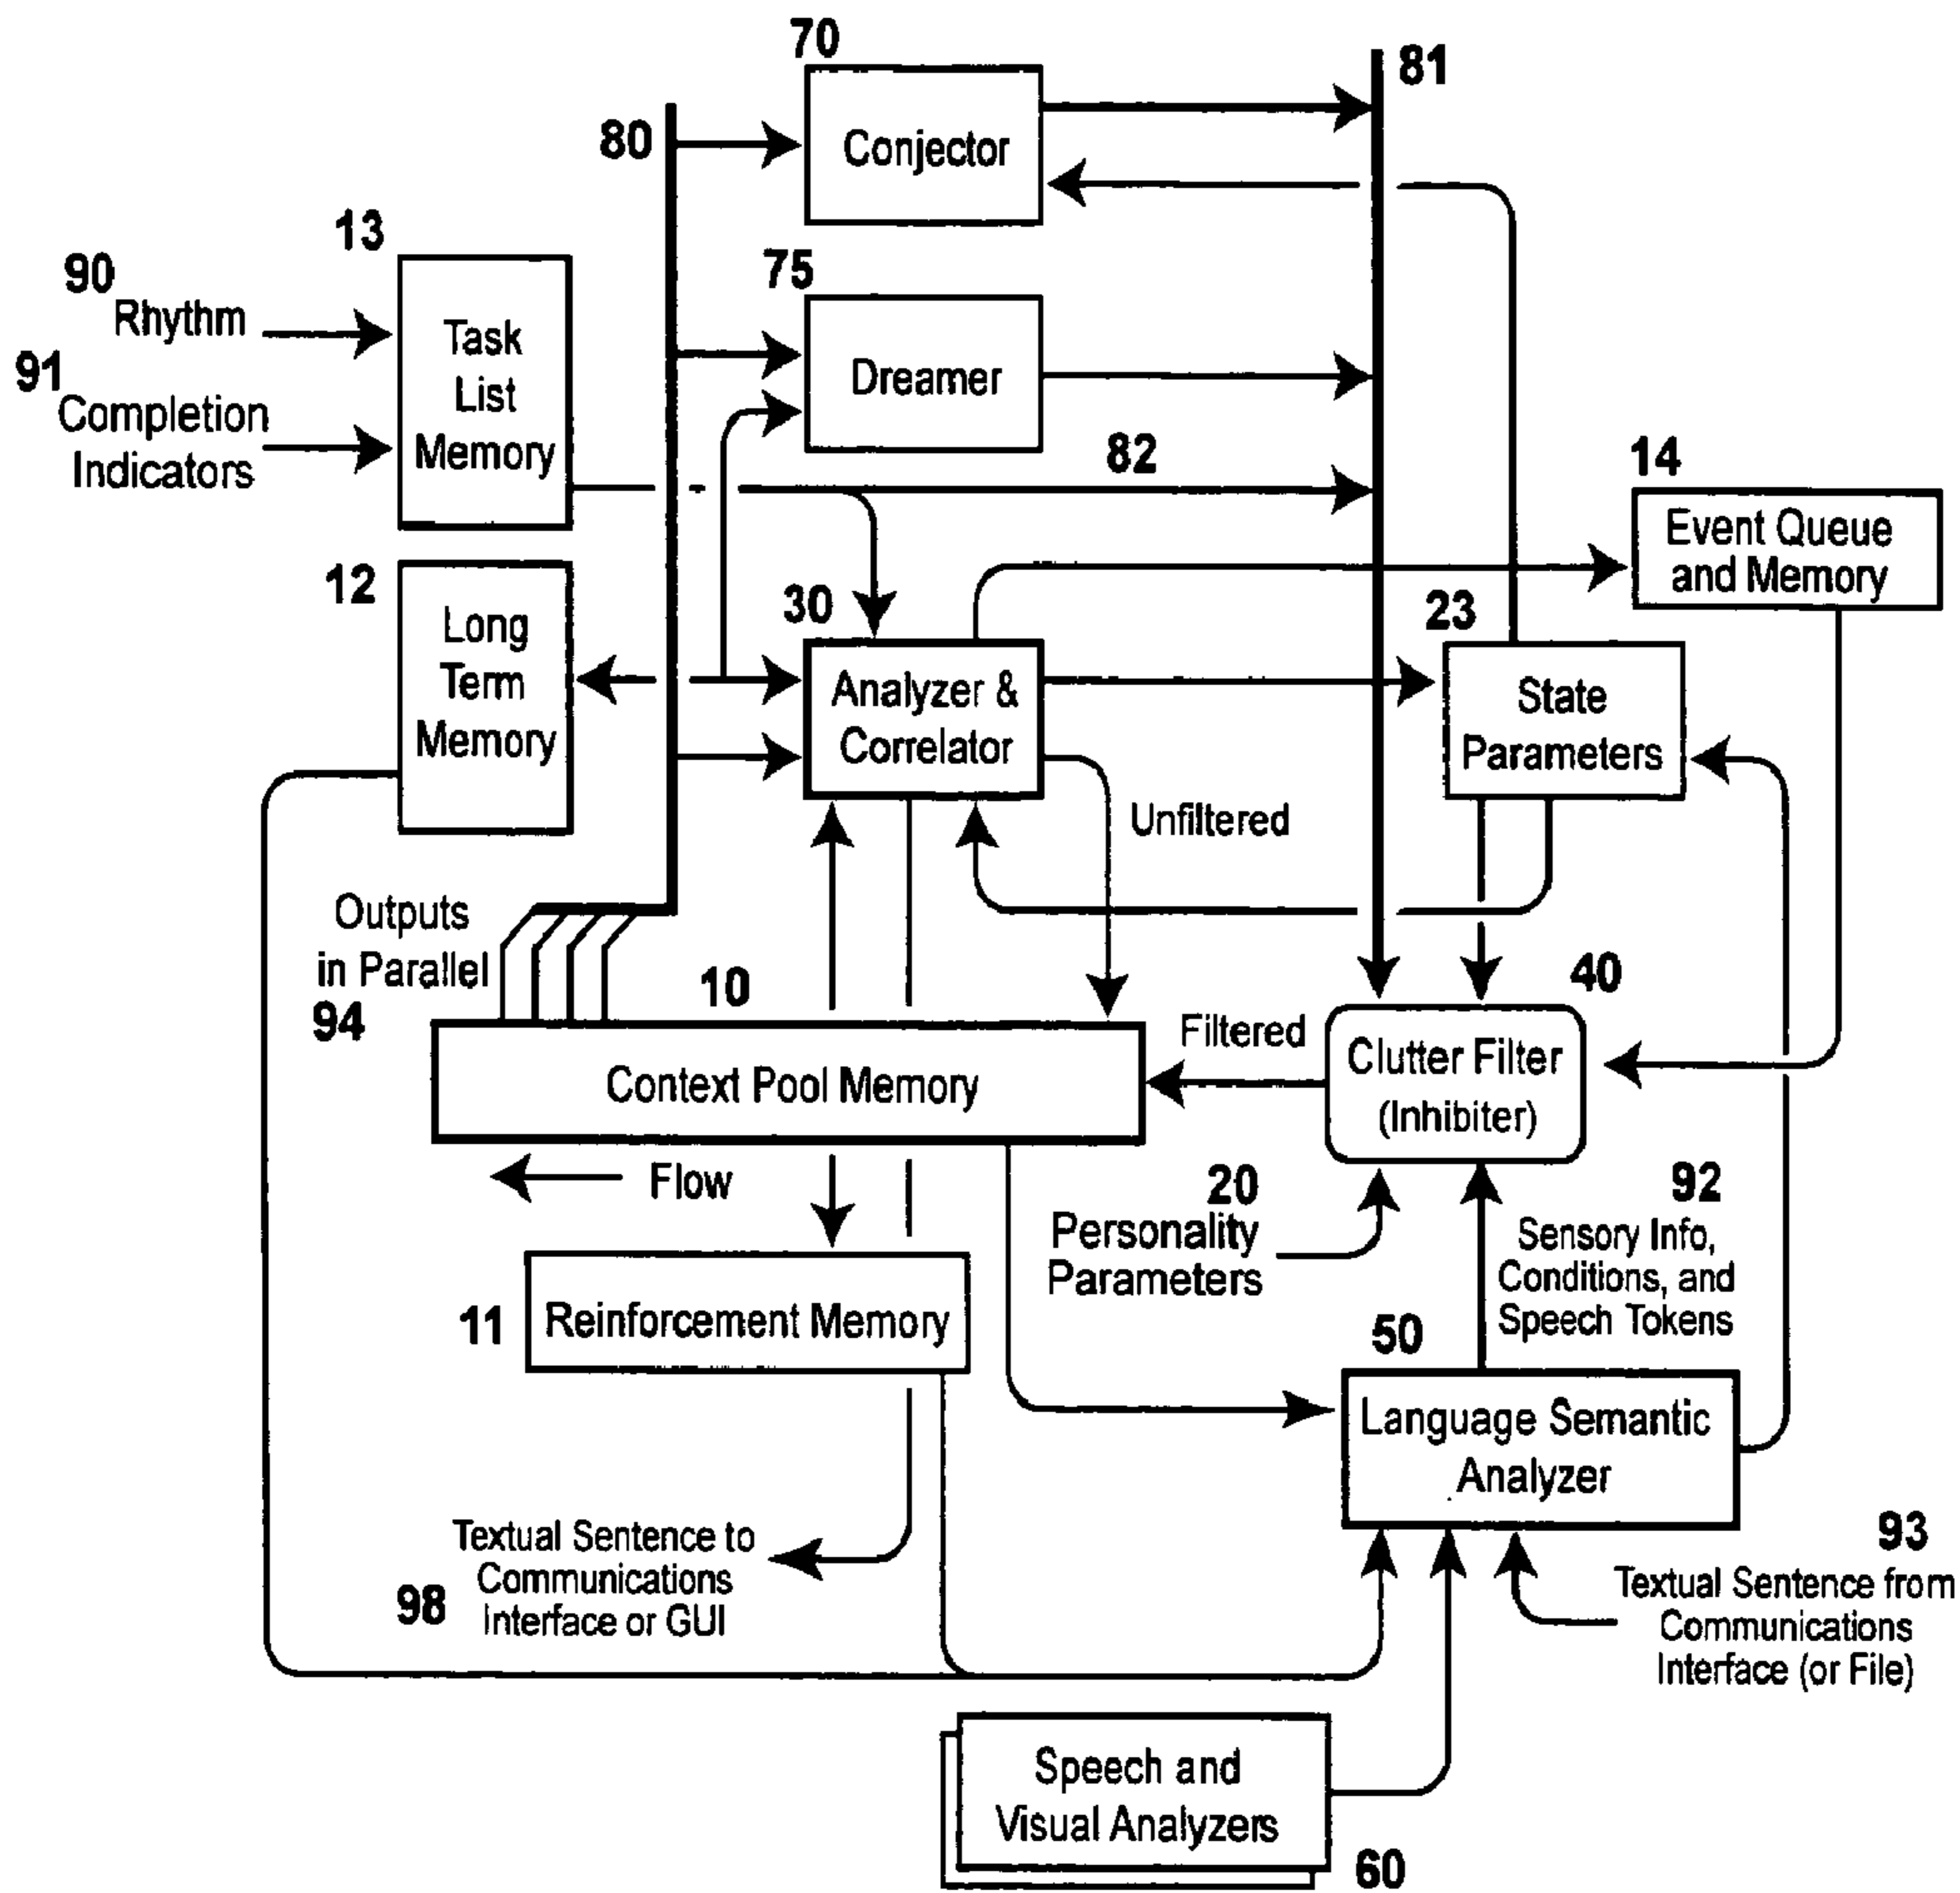 70
81
80
Conjector
13
90
Rhythm
75
Task
List
Memory
91
Completion
Indicators
Dreamer
82
14
Event Queue
and Memory
12
30
23
Long
Term
Memory
Analyzer &
Correlator
State
Parameters
Unfiltered
Outputs
in Parallel
94
10
40
Filtered
Clutter Filter
(Inhibiter)
Context Pool Memory
Flow
20
Personality
Parameters
92
Sensory Info,
Conditions, and
Speech Tokens
11
Reinforcement Memory
50
Language Semantic
Analyzer
93
Textual Sentence to
Communications
Interface or GUI
98
Textual Sentence from
Communications
Interface (or File)
Speech and
Visual Analyzers
60